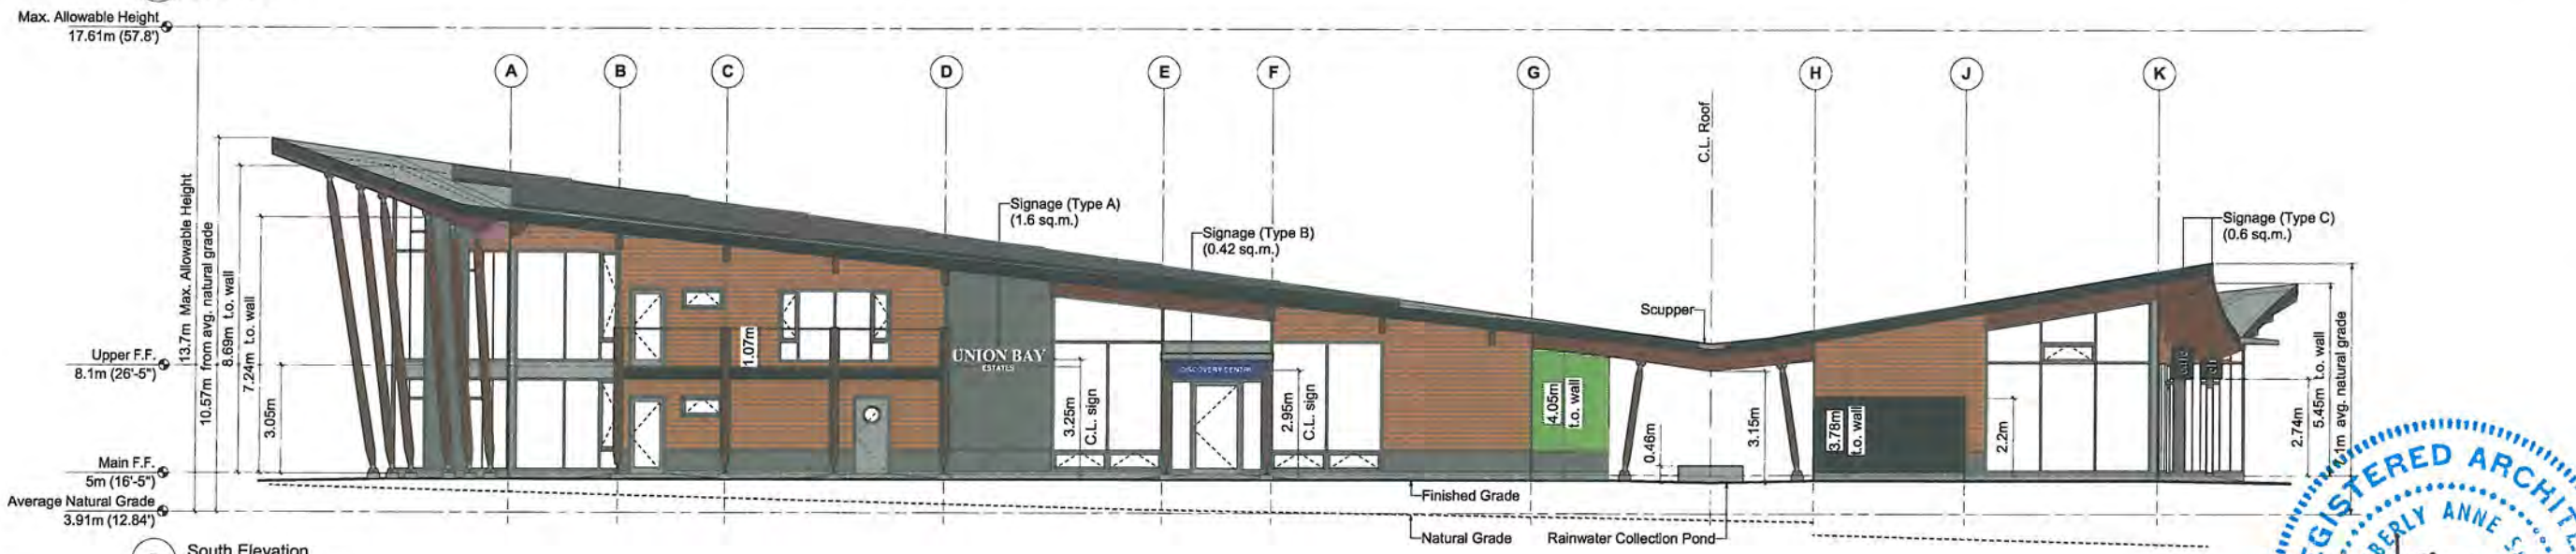 Max. Allowable Height
17.61m (57.8')
A
B
C
D
E
F
G
C.L. Roof
H
J
K
13.7m Max. Allowable Height
10.57m from avg. natural grade
8.69m t.o. wall
7.24m t.o. wall
3.05m
Signage (Type A)
(1.6 sq.m.)
Signage (Type B)
(0.42 sq.m.)
Signage (Type C)
(0.6 sq.m.)
Scupper
Upper F.F.
8.1m (26'-5")
1.07m
UNION BAY
ESTATES
DISCOVERY CENTRE
3.25m
C.L. sign
2.95m
C.L. sign
4.05m
t.o. wall
0.46m
3.15m
3.78m
t.o. wall
2.2m
2.74m
5.45m t.o. wall
avg. natural grade
Main F.F.
5m (16'-5")
Average Natural Grade
3.91m (12.84')
Finished Grade
Natural Grade
Rainwater Collection Pond
South Elevation
REGISTERED ARCHIT
BERLY ANNE S